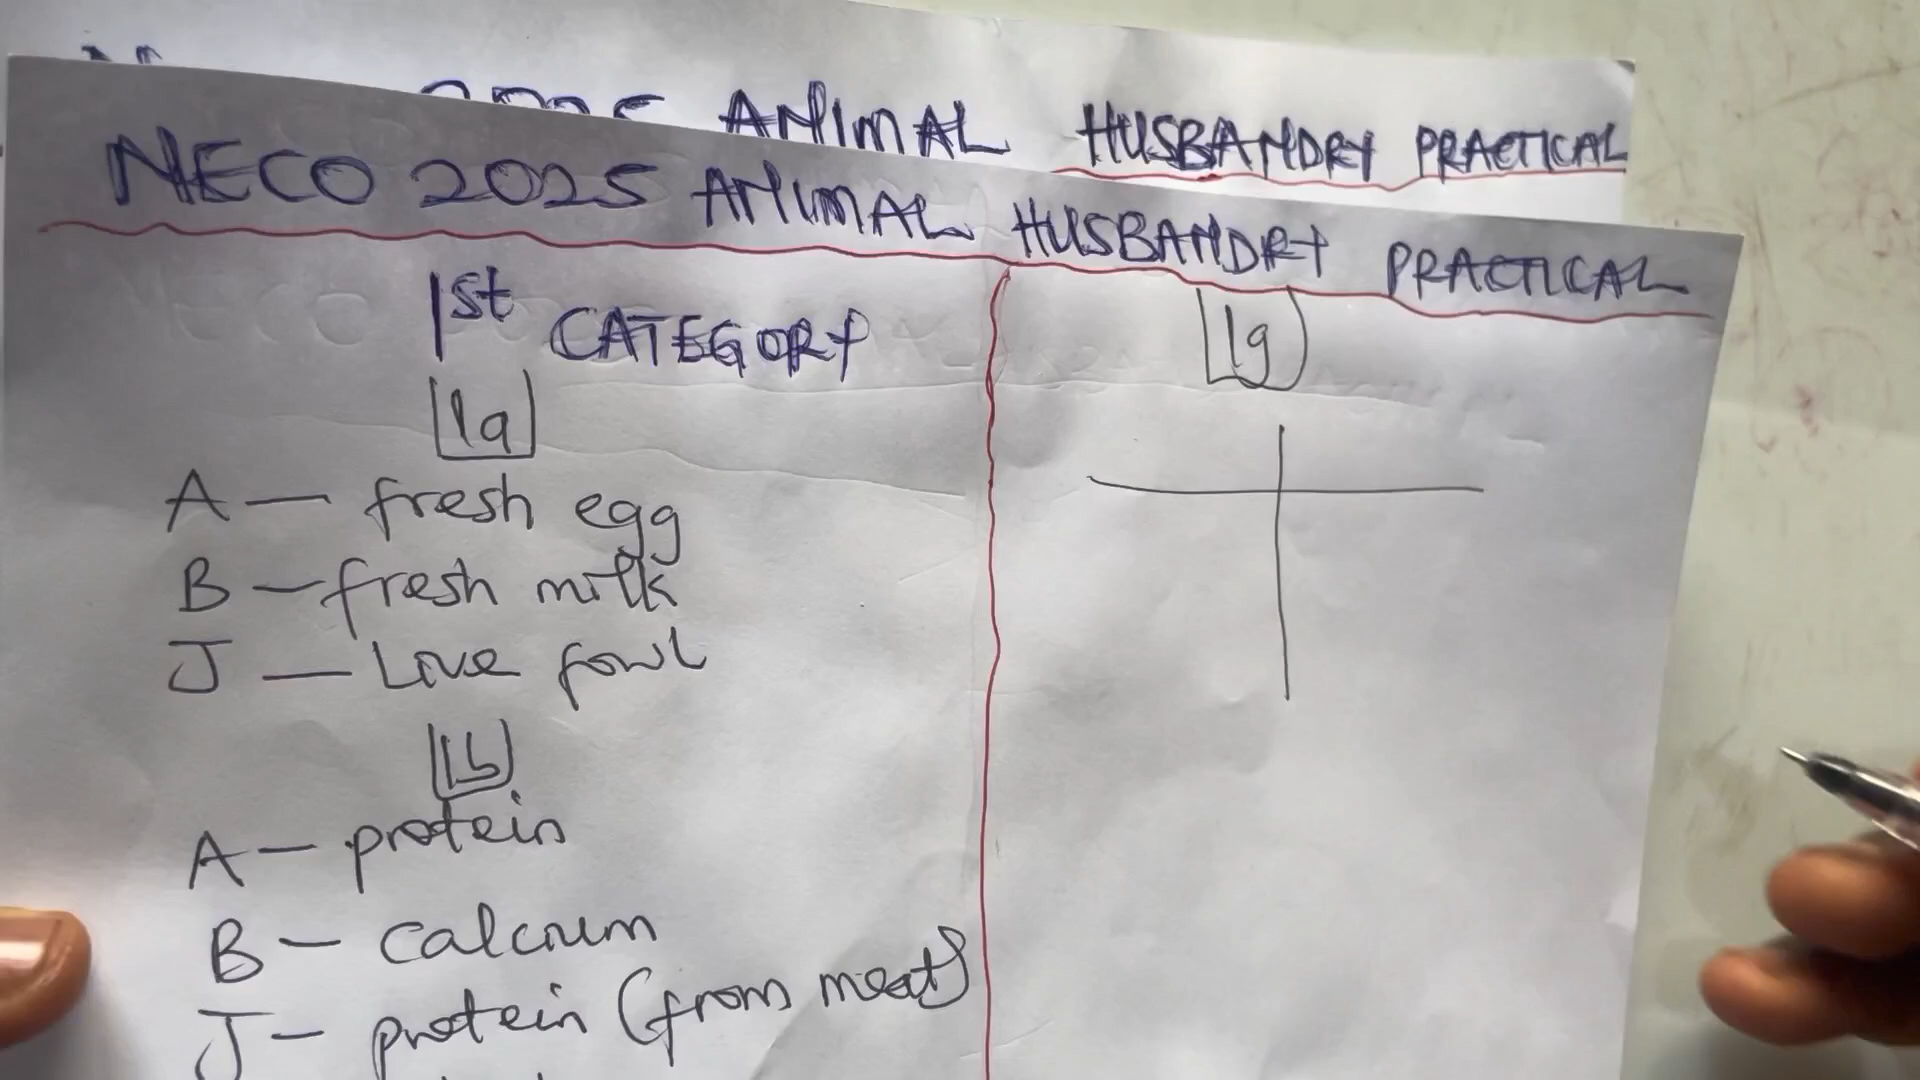 2025 ANIMAL HUSBANDRY PRACTICAL
NECO 2025 ANIMAL HUSBANDRY PRACTICAL
1st CATEGORY
1a
A — fresh egg
B — fresh milk
J — Live fowl
1b
A — protein
B — calcium
J — protein (from meat)
1g